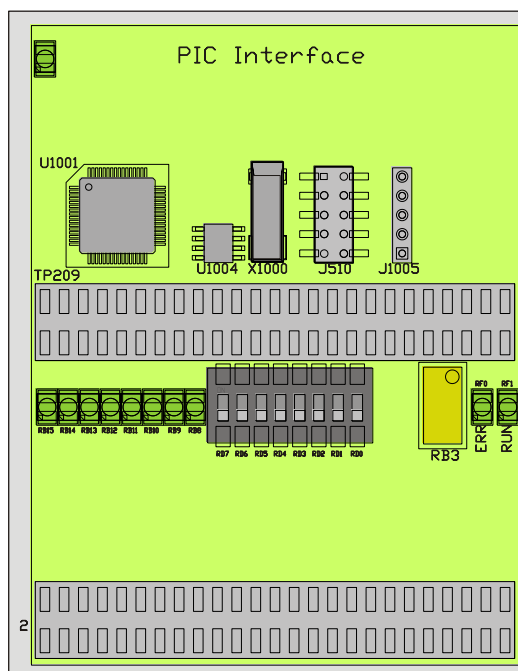 PIC Interface
U1001
U1004 X1000 J510 J1005
TP209
RF0 RF1
RB15 RB14 RB13 RB12 RB11 RB10 RB9 RB8
RD7 RD6 RD5 RD4 RD3 RD2 RD1 RD0
RB3 ERR RUN
2